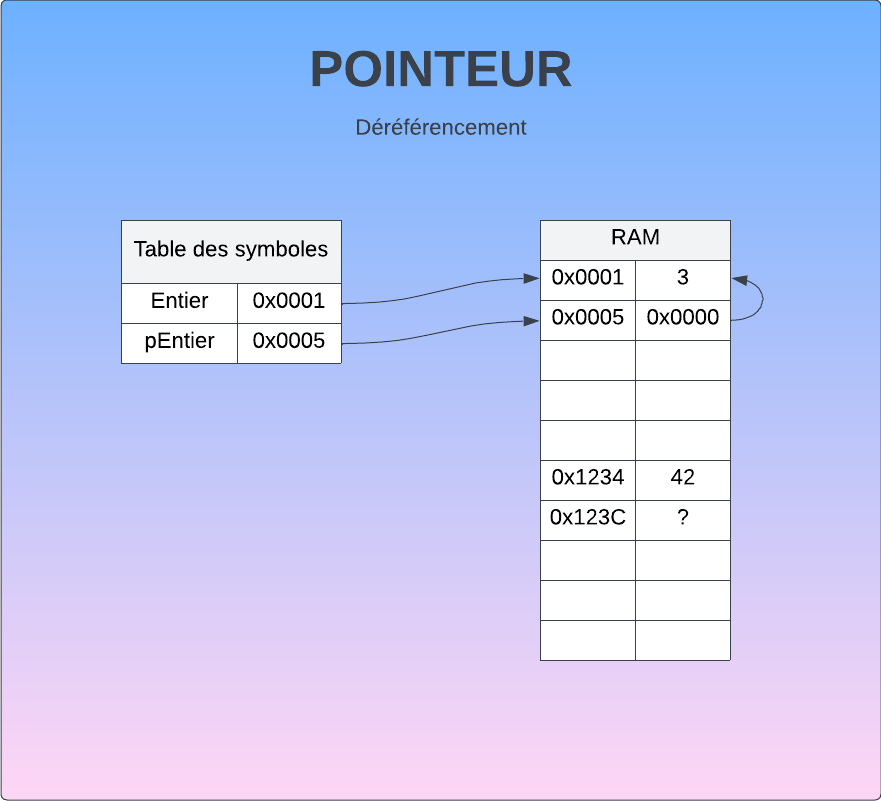 POINTEUR
Déréférencement
Table des symboles
Entier 0x0001
pEntier 0x0005
RAM
0x0001 3
0x0005 0x0000
0x1234 42
0x123C ?